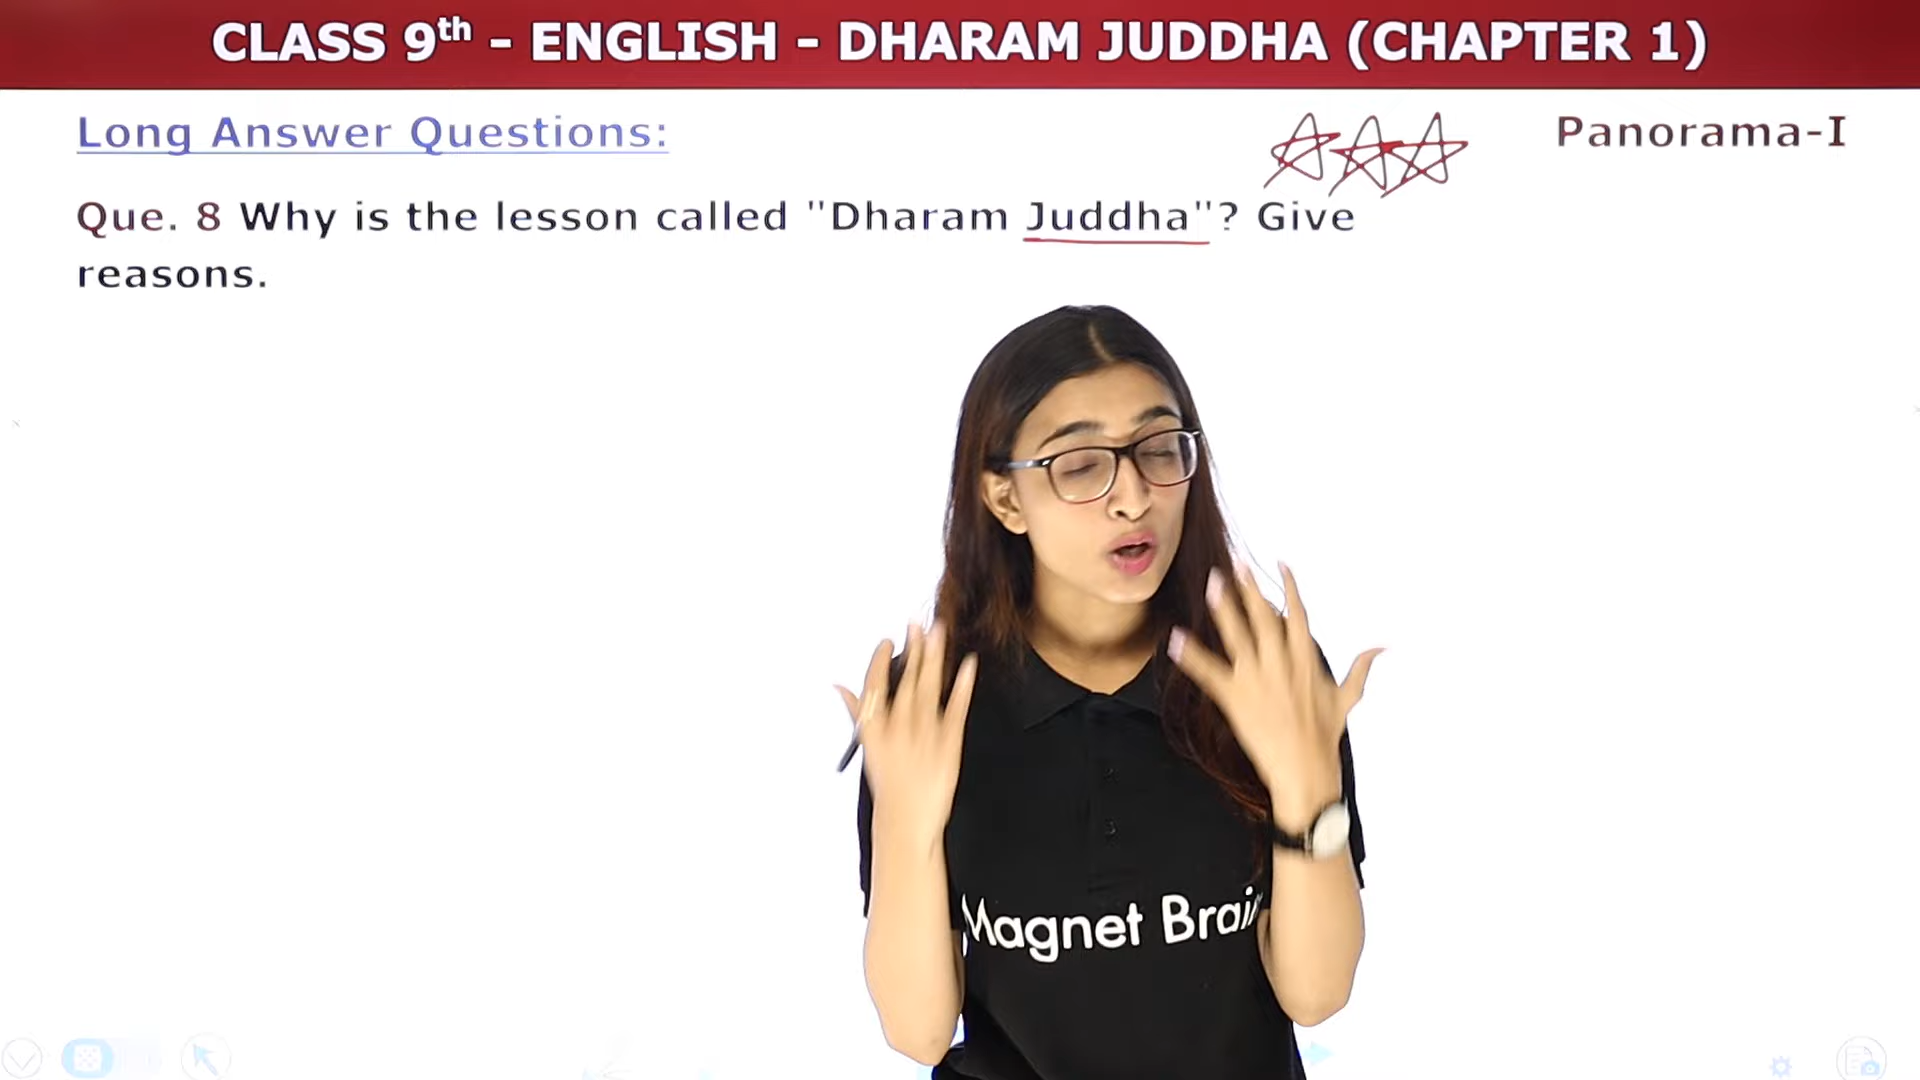 CLASS 9th - ENGLISH - DHARAM JUDDHA (CHAPTER 1)
Long Answer Questions: Panorama-I
Que. 8 Why is the lesson called "Dharam Juddha"? Give
reasons.
Magnet Brai